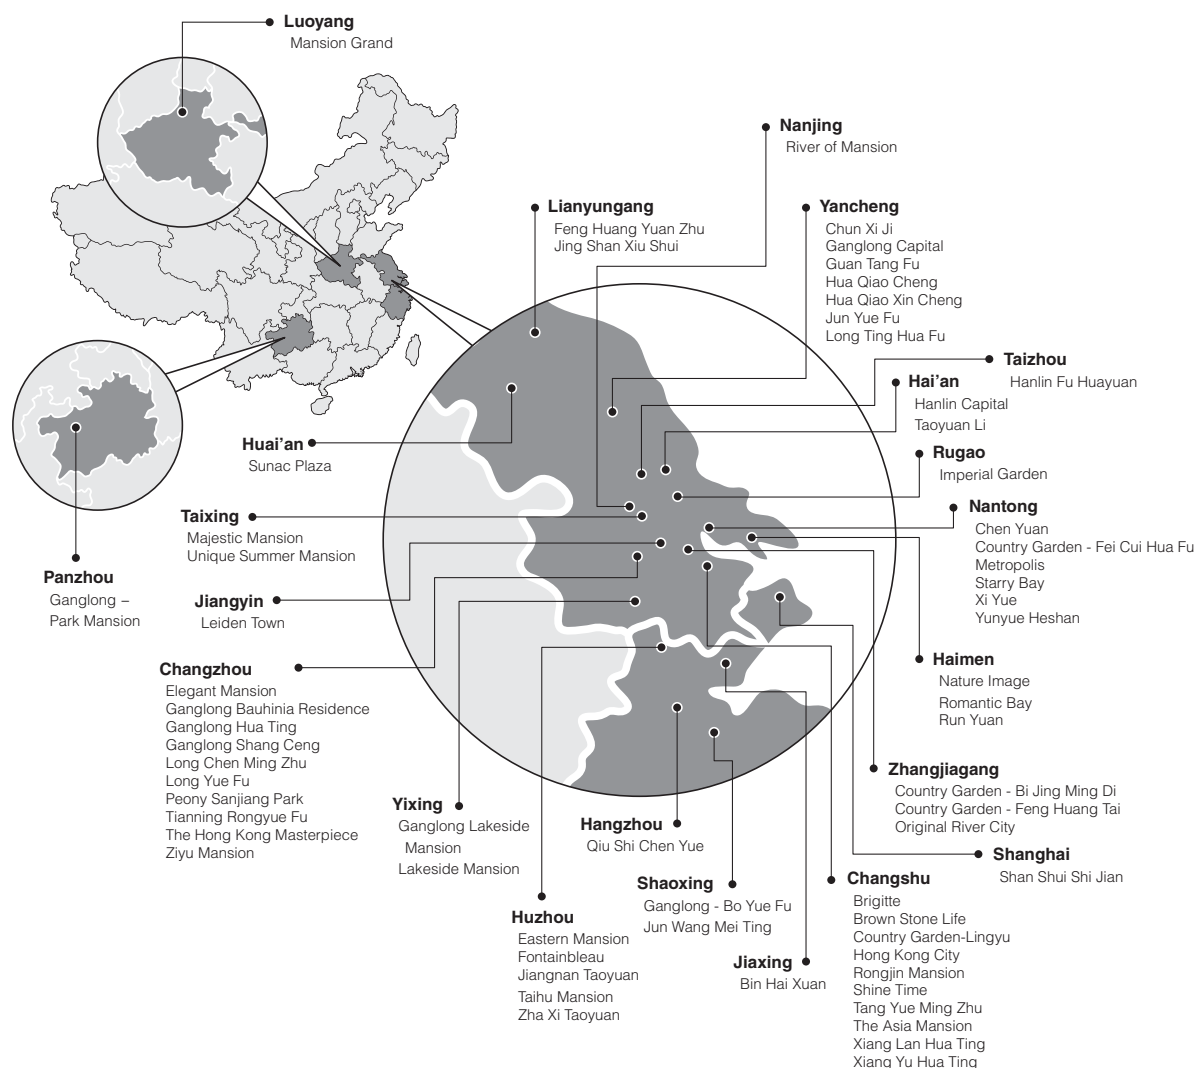 Luoyang
Mansion Grand
Nanjing
River of Mansion
Lianyungang
Feng Huang Yuan Zhu
Jing Shan Xiu Shui
Yancheng
Chun Xi Ji
Ganglong Capital
Guan Tang Fu
Hua Qiao Cheng
Hua Qiao Xin Cheng
Jun Yue Fu
Long Ting Hua Fu
Taizhou
Hanlin Fu Huayuan
Hai'an
Hanlin Capital
Taoyuan Li
Huai'an
Sunac Plaza
Rugao
Imperial Garden
Taixing
Majestic Mansion
Unique Summer Mansion
Nantong
Chen Yuan
Country Garden - Fei Cui Hua Fu
Metropolis
Starry Bay
Xi Yue
Yunyue Heshan
Panzhou
Ganglong –
Park Mansion
Jiangyin
Leiden Town
Haimen
Nature Image
Romantic Bay
Run Yuan
Changzhou
Elegant Mansion
Ganglong Bauhinia Residence
Ganglong Hua Ting
Ganglong Shang Ceng
Long Chen Ming Zhu
Long Yue Fu
Peony Sanjiang Park
Tianning Rongyue Fu
The Hong Kong Masterpiece
Ziyu Mansion
Zhangjiagang
Country Garden - Bi Jing Ming Di
Country Garden - Feng Huang Tai
Original River City
Yixing
Ganglong Lakeside
Mansion
Lakeside Mansion
Hangzhou
Qiu Shi Chen Yue
Shanghai
Shan Shui Shi Jian
Shaoxing
Ganglong - Bo Yue Fu
Jun Wang Mei Ting
Changshu
Brigitte
Brown Stone Life
Country Garden-Lingyu
Hong Kong City
Rongjin Mansion
Shine Time
Tang Yue Ming Zhu
The Asia Mansion
Xiang Lan Hua Ting
Xiang Yu Hua Ting
Huzhou
Eastern Mansion
Fontainbleau
Jiangnan Taoyuan
Taihu Mansion
Zha Xi Taoyuan
Jiaxing
Bin Hai Xuan